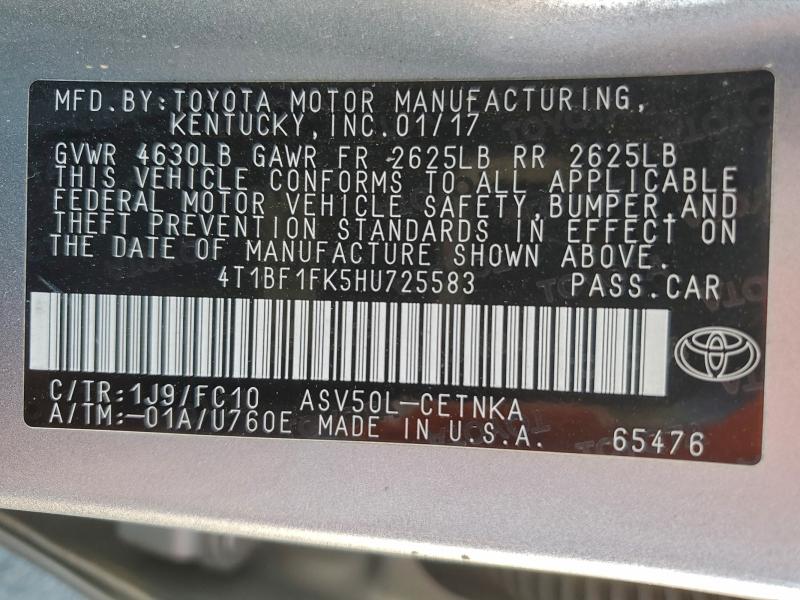 MFD.BY:TOYOTA MOTOR MANUFACTURING,
KENTUCKY,INC.01/17
GVWR 4630LB GAWR FR 2625LB RR 2625LB
THIS VEHICLE CONFORMS TO ALL APPLICABLE
FEDERAL MOTOR VEHICLE SAFETY,BUMPER,AND
THEFT PREVENTION STANDARDS IN EFFECT ON
THE DATE OF MANUFACTURE SHOWN ABOVE.
4T1BF1FK5HU725583 PASS.CAR
C/TR:1J9/FC10 ASV50L-CETNKA
A/TM:-01A/U760E MADE IN U.S.A. 65476